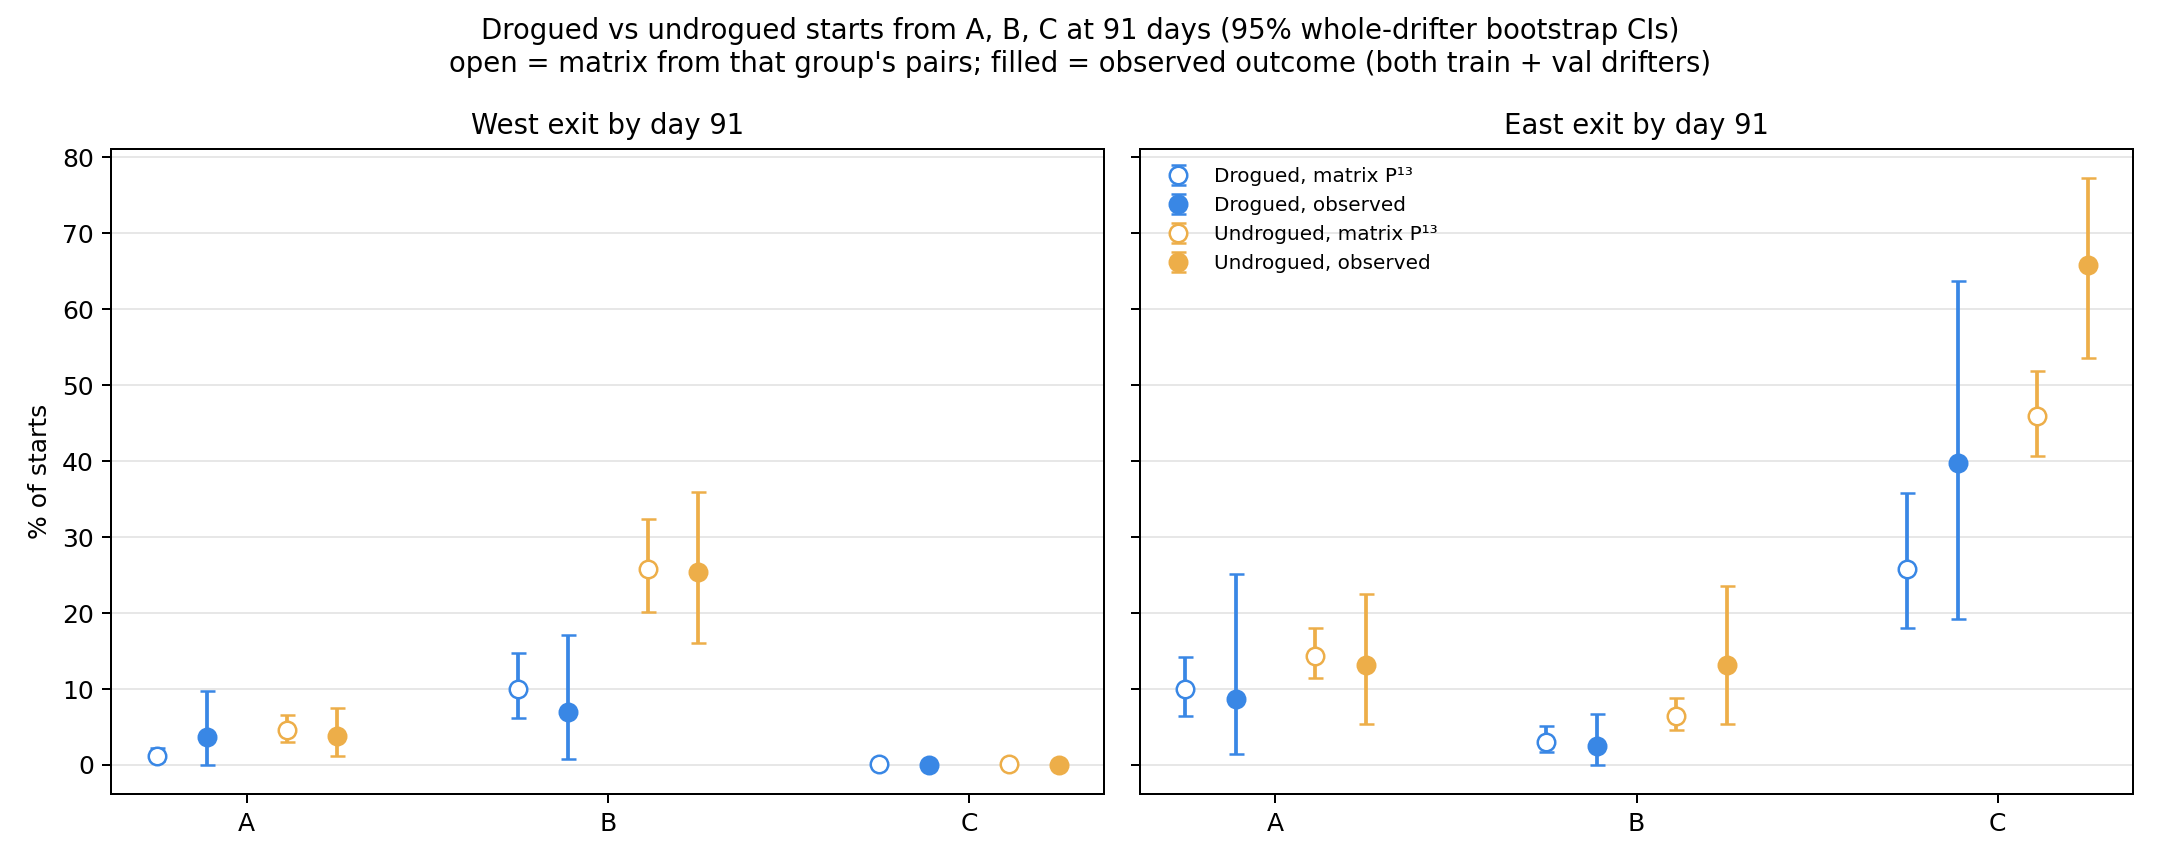 Drogued vs undrogued starts from A, B, C at 91 days (95% whole-drifter bootstrap CIs)
open = matrix from that group's pairs; filled = observed outcome (both train + val drifters)
West exit by day 91
% of starts
80
70
60
50
40
30
20
10
0
A
B
C
East exit by day 91
Drogued, matrix P¹³
Drogued, observed
Undrogued, matrix P¹³
Undrogued, observed
A
B
C